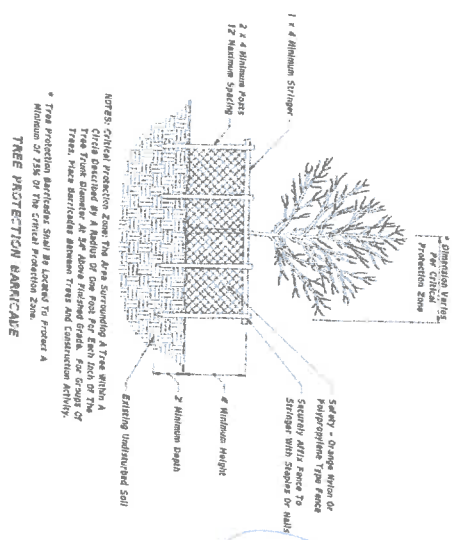 * Dimension Varies
Per Critical
Protection Zone
1 x 4 Minimum Stringer
2 x 4 Minimum Posts
12' Maximum Spacing
Safety - Orange Nylon Or
Polypropylene Type Fence
Securely Affix Fence To
Stringer With Staples Or Nails
4' Minimum Height
2' Minimum Depth
Existing Undisturbed Soil
NOTES: Critical Protection Zone: The Area Surrounding A Tree Within A
Circle Described By A Radius Of One Foot For Each Inch Of The
Tree Trunk Diameter At 54" Above Finished Grade. For Groups Of
Trees, Place Barricades Between Trees And Construction Activity.
* Tree Protection Barricades Shall Be Located To Protect A
Minimum Of 75% Of The Critical Protection Zone.
TREE PROTECTION BARRICADE